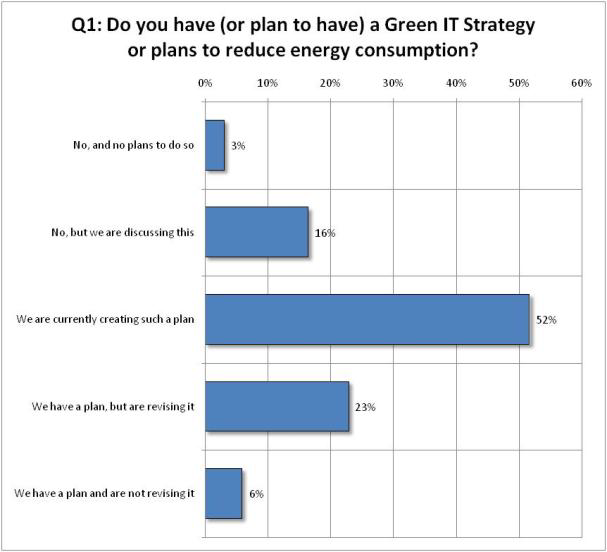 Q1: Do you have (or plan to have) a Green IT Strategy
or plans to reduce energy consumption?
0% 10% 20% 30% 40% 50% 60%
No, and no plans to do so 3%
No, but we are discussing this 16%
We are currently creating such a plan 52%
We have a plan, but are revising it 23%
We have a plan and are not revising it 6%